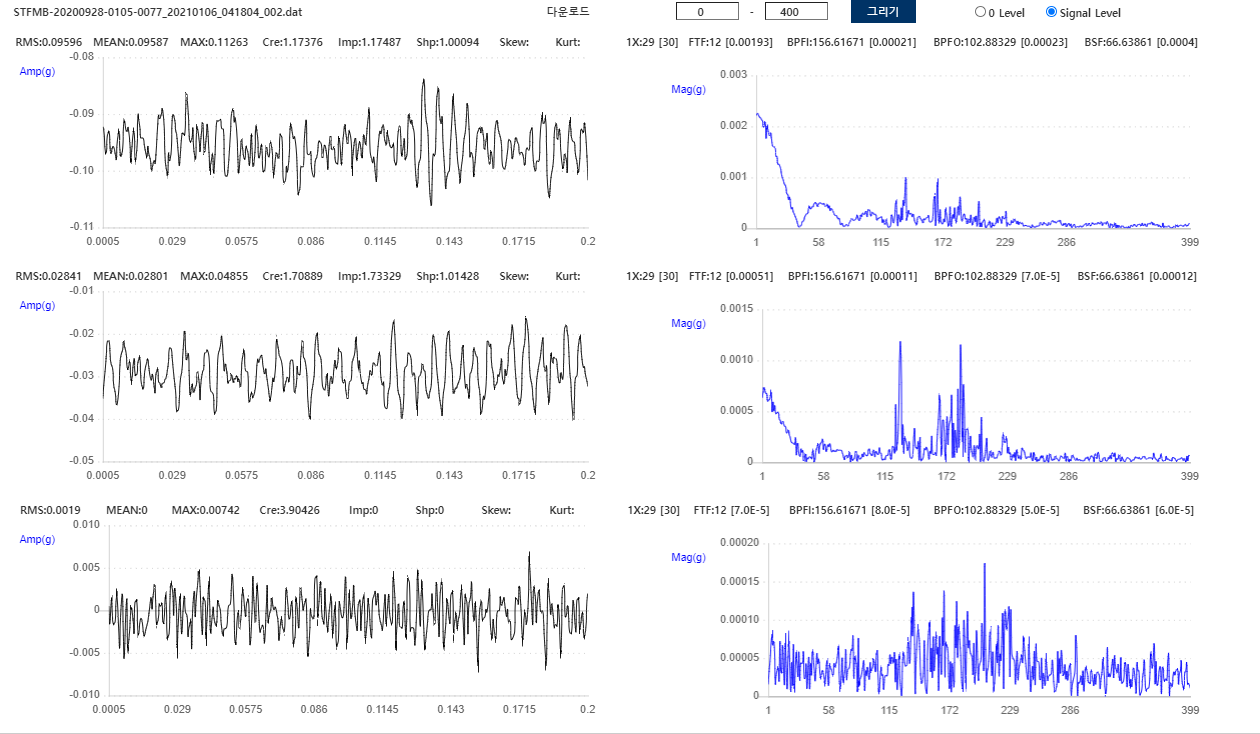 STFMB-20200928-0105-0077_20210106_041804_002.dat 다운로드 0 - 400 그리기 0 Level Signal Level
RMS:0.09596 MEAN:0.09587 MAX:0.11263 Cre:1.17376 Imp:1.17487 Shp:1.00094 Skew: Kurt:
Amp(g)
-0.08
-0.09
-0.10
-0.11
0.0005 0.029 0.0575 0.086 0.1145 0.143 0.1715 0.2
1X:29 [30] FTF:12 [0.00193] BPFI:156.61671 [0.00021] BPFO:102.88329 [0.00023] BSF:66.63861 [0.0004]
Mag(g)
0.003
0.002
0.001
0
1 58 115 172 229 286 399
RMS:0.02841 MEAN:0.02801 MAX:0.04855 Cre:1.70889 Imp:1.73329 Shp:1.01428 Skew: Kurt:
Amp(g)
-0.01
-0.02
-0.03
-0.04
-0.05
0.0005 0.029 0.0575 0.086 0.1145 0.143 0.1715 0.2
1X:29 [30] FTF:12 [0.00051] BPFI:156.61671 [0.00011] BPFO:102.88329 [7.0E-5] BSF:66.63861 [0.00012]
Mag(g)
0.0015
0.0010
0.0005
0
1 58 115 172 229 286 399
RMS:0.0019 MEAN:0 MAX:0.00742 Cre:3.90426 Imp:0 Shp:0 Skew: Kurt:
Amp(g)
0.010
0.005
0
-0.005
-0.010
0.0005 0.029 0.0575 0.086 0.1145 0.143 0.1715 0.2
1X:29 [30] FTF:12 [7.0E-5] BPFI:156.61671 [8.0E-5] BPFO:102.88329 [5.0E-5] BSF:66.63861 [6.0E-5]
Mag(g)
0.00020
0.00015
0.00010
0.00005
0
1 58 115 172 229 286 399